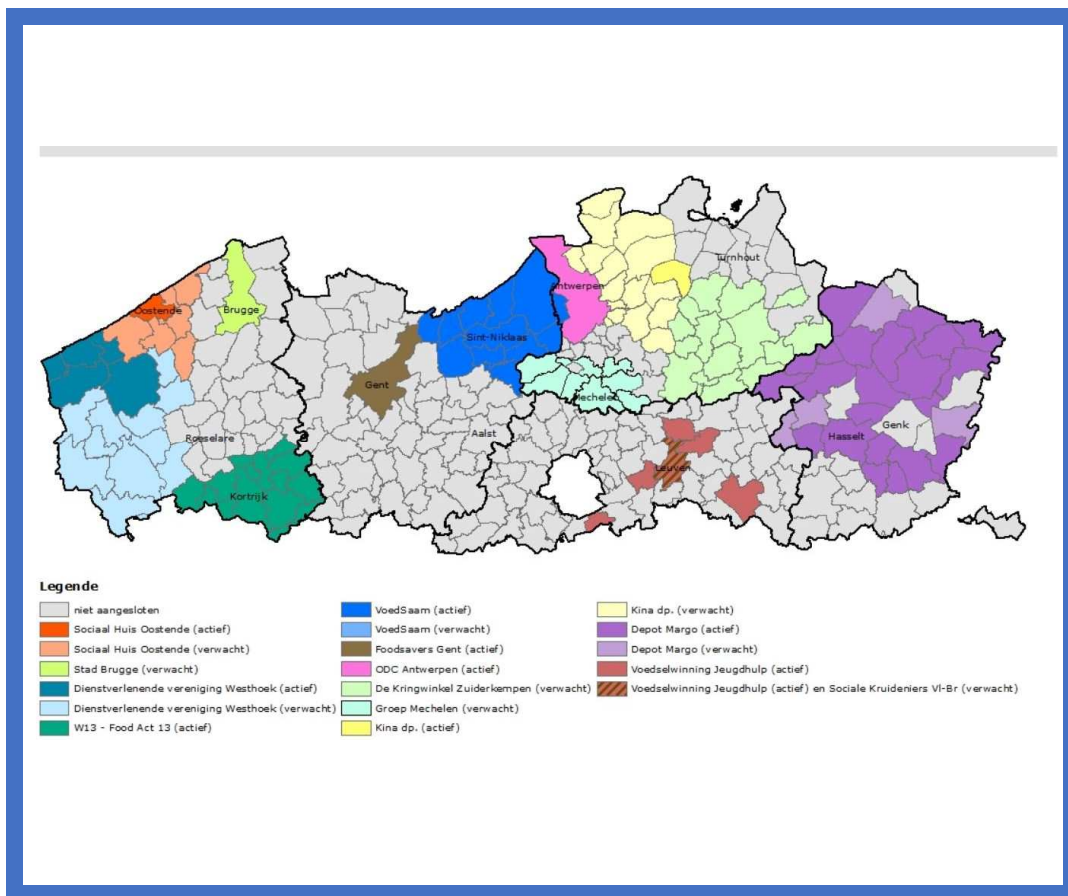 Turnhout
Antwerpen
Oostende
Brugge
Sint-Niklaas
Gent
Mechelen
Aalst
Roeselare
Genk
Hasselt
Leuven
Kortrijk
Legende
niet aangesloten
Sociaal Huis Oostende (actief)
Sociaal Huis Oostende (verwacht)
Stad Brugge (verwacht)
Dienstverlenende vereniging Westhoek (actief)
Dienstverlenende vereniging Westhoek (verwacht)
W13 - Food Act 13 (actief)
VoedSaam (actief)
VoedSaam (verwacht)
Foodsavers Gent (actief)
ODC Antwerpen (actief)
De Kringwinkel Zuiderkempen (verwacht)
Groep Mechelen (verwacht)
Kina dp. (actief)
Kina dp. (verwacht)
Depot Margo (actief)
Depot Margo (verwacht)
Voedselwinning Jeugdhulp (actief)
Voedselwinning Jeugdhulp (actief) en Sociale Kruideniers Vl-Br (verwacht)